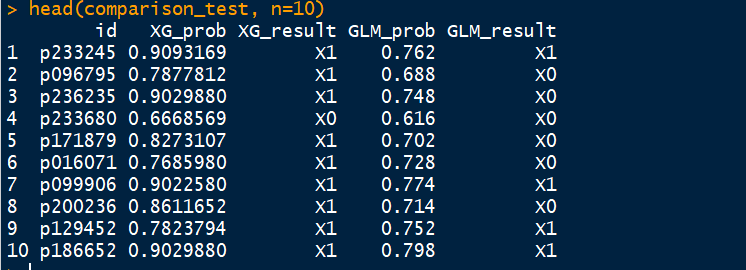 > head(comparison_test, n=10)
id XG_prob XG_result GLM_prob GLM_result
1 p233245 0.9093169 X1 0.762 X1
2 p096795 0.7877812 X1 0.688 X0
3 p236235 0.9029880 X1 0.748 X0
4 p233680 0.6668569 X0 0.616 X0
5 p171879 0.8273107 X1 0.702 X0
6 p016071 0.7685980 X1 0.728 X0
7 p099906 0.9022580 X1 0.774 X1
8 p200236 0.8611652 X1 0.714 X0
9 p129452 0.7823794 X1 0.752 X1
10 p186652 0.9029880 X1 0.798 X1
>